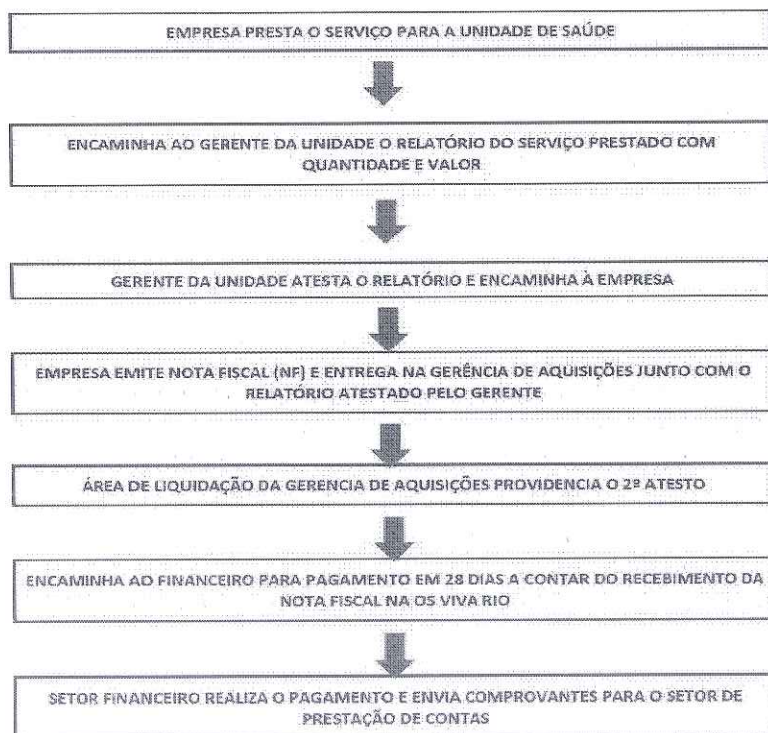 EMPRESA PRESTA O SERVIÇO PARA A UNIDADE DE SAÚDE
ENCAMINHA AO GERENTE DA UNIDADE O RELATÓRIO DO SERVIÇO PRESTADO COM
QUANTIDADE E VALOR
GERENTE DA UNIDADE ATESTA O RELATÓRIO E ENCAMINHA À EMPRESA
EMPRESA EMITE NOTA FISCAL (NF) E ENTREGA NA GERÊNCIA DE AQUISIÇÕES JUNTO COM O
RELATÓRIO ATESTADO PELO GERENTE
ÁREA DE LIQUIDAÇÃO DA GERENCIA DE AQUISIÇÕES PROVIDENCIA O 2º ATESTO
ENCAMINHA AO FINANCEIRO PARA PAGAMENTO EM 28 DIAS A CONTAR DO RECEBIMENTO DA
NOTA FISCAL NA OS VIVA RIO
SETOR FINANCEIRO REALIZA O PAGAMENTO E ENVIA COMPROVANTES PARA O SETOR DE
PRESTAÇÃO DE CONTAS